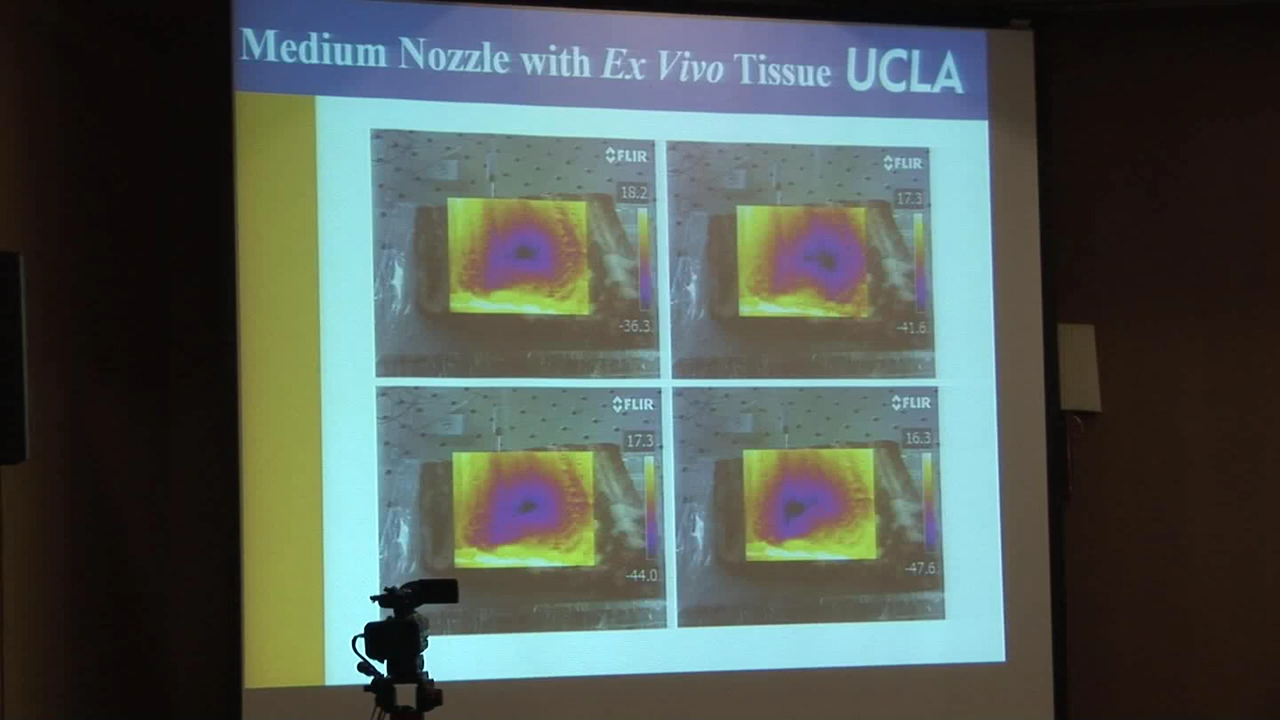 Medium Nozzle with Ex Vivo Tissue UCLA
FLIR
18.2
-36.3
FLIR
17.3
-41.6
FLIR
17.3
-44.0
FLIR
16.3
-47.6